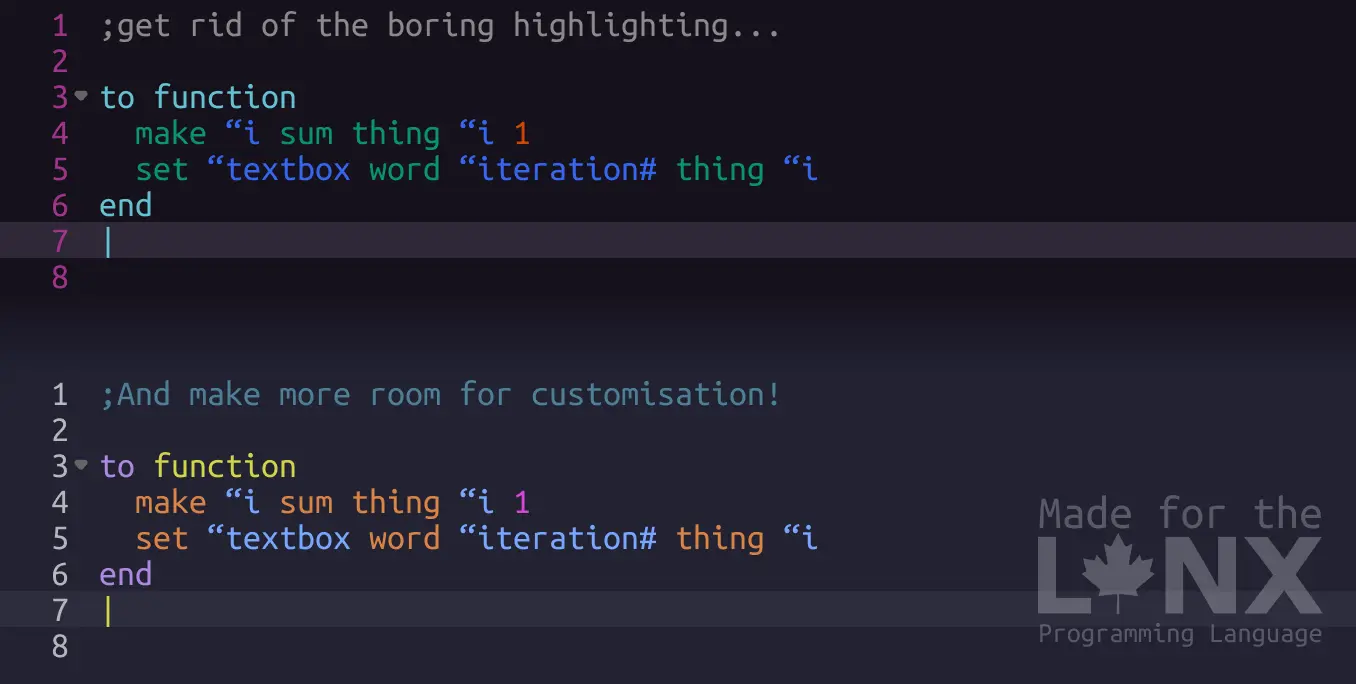 1 ;get rid of the boring highlighting...
2
3 to function
4 make “i sum thing “i 1
5 set “textbox word “iteration# thing “i
6 end
7
8
1 ;And make more room for customisation!
2
3 to function
4 make “i sum thing “i 1
5 set “textbox word “iteration# thing “i
6 end
7
8
Made for the
LYNX
Programming Language